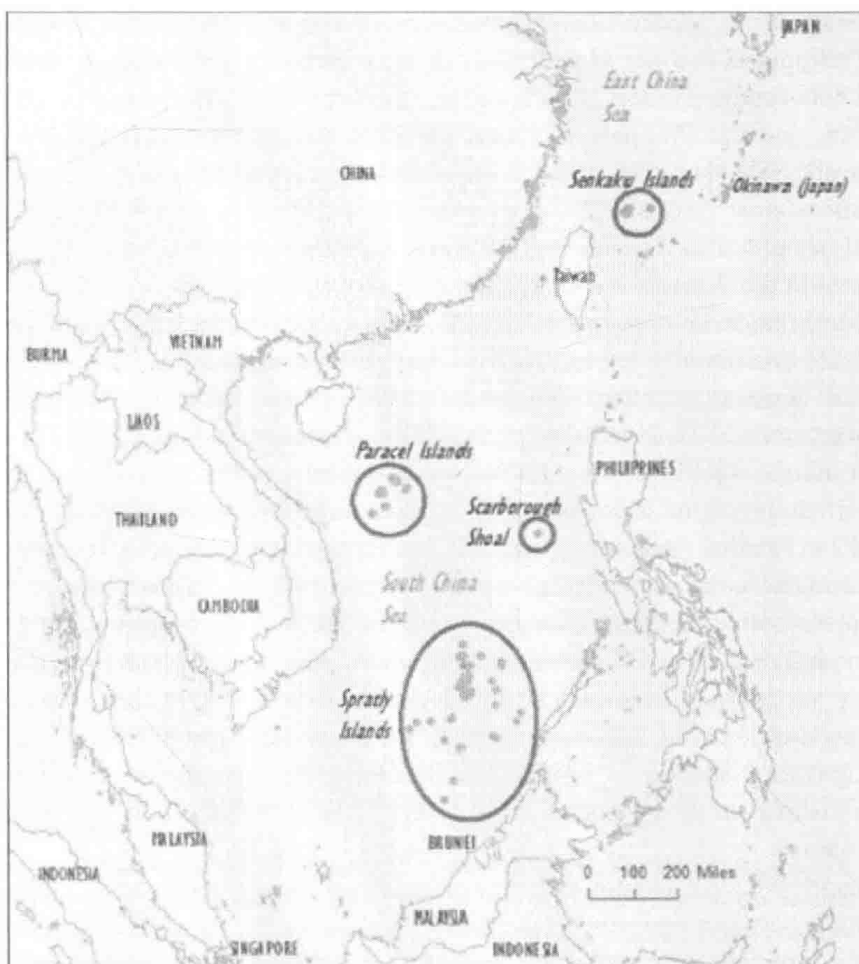 JAPAN
East China
Sea
CHINA
Senkaku Islands
Okinawa (Japan)
Taiwan
BURMA
VIETNAM
LAOS
Paracel Islands
PHILIPPINES
Scarborough
Shoal
THAILAND
South China
Sea
CAMBODIA
Spratly
Islands
MALAYSIA
BRUNEI
INDONESIA
0 100 200 Miles
MALAYSIA
SINGAPORE
INDONESIA